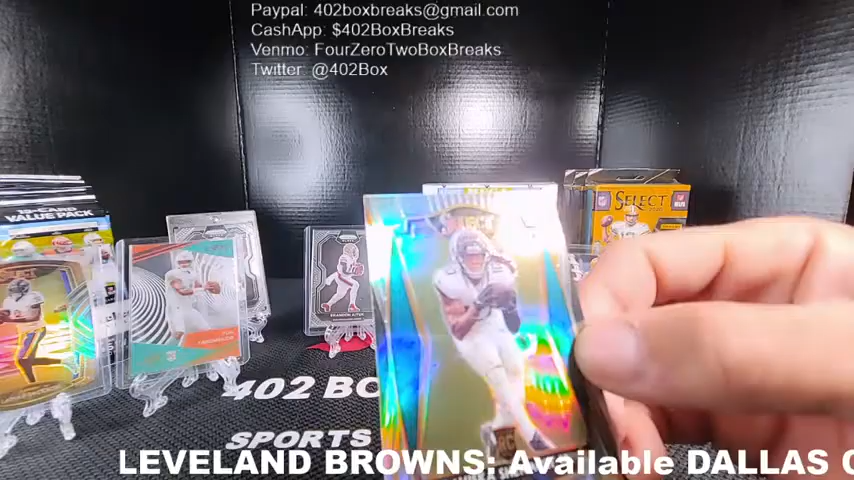 Paypal: 402boxbreaks@gmail.com
CashApp: $402BoxBreaks
Venmo: FourZeroTwoBoxBreaks
Twitter: @402Box
VALUE PACK
SELECT
RC
402 BO
SPORTS
LEVELAND BROWNS: Available DALLAS